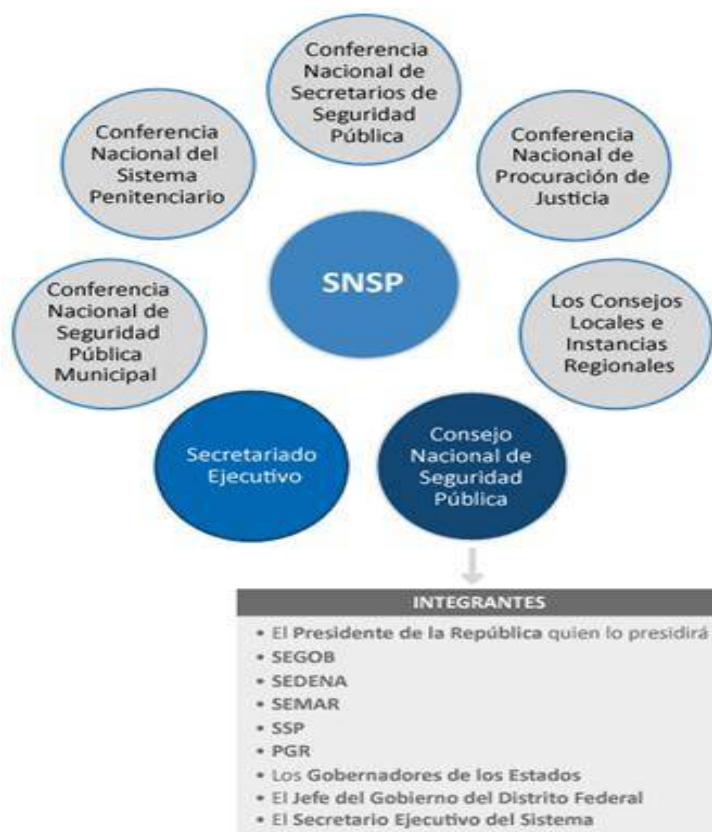 Conferencia
Nacional de
Secretarios de
Seguridad
Pública
Conferencia
Nacional del
Sistema
Penitenciario
Conferencia
Nacional de
Procuración de
Justicia
SNSP
Conferencia
Nacional de
Seguridad
Pública
Municipal
Los Consejos
Locales e
Instancias
Regionales
Secretariado
Ejecutivo
Consejo
Nacional de
Seguridad
Pública
INTEGRANTES
• El Presidente de la República quien lo presidirá
• SEGOB
• SEDENA
• SEMAR
• SSP
• PGR
• Los Gobernadores de los Estados
• El Jefe del Gobierno del Distrito Federal
• El Secretario Ejecutivo del Sistema